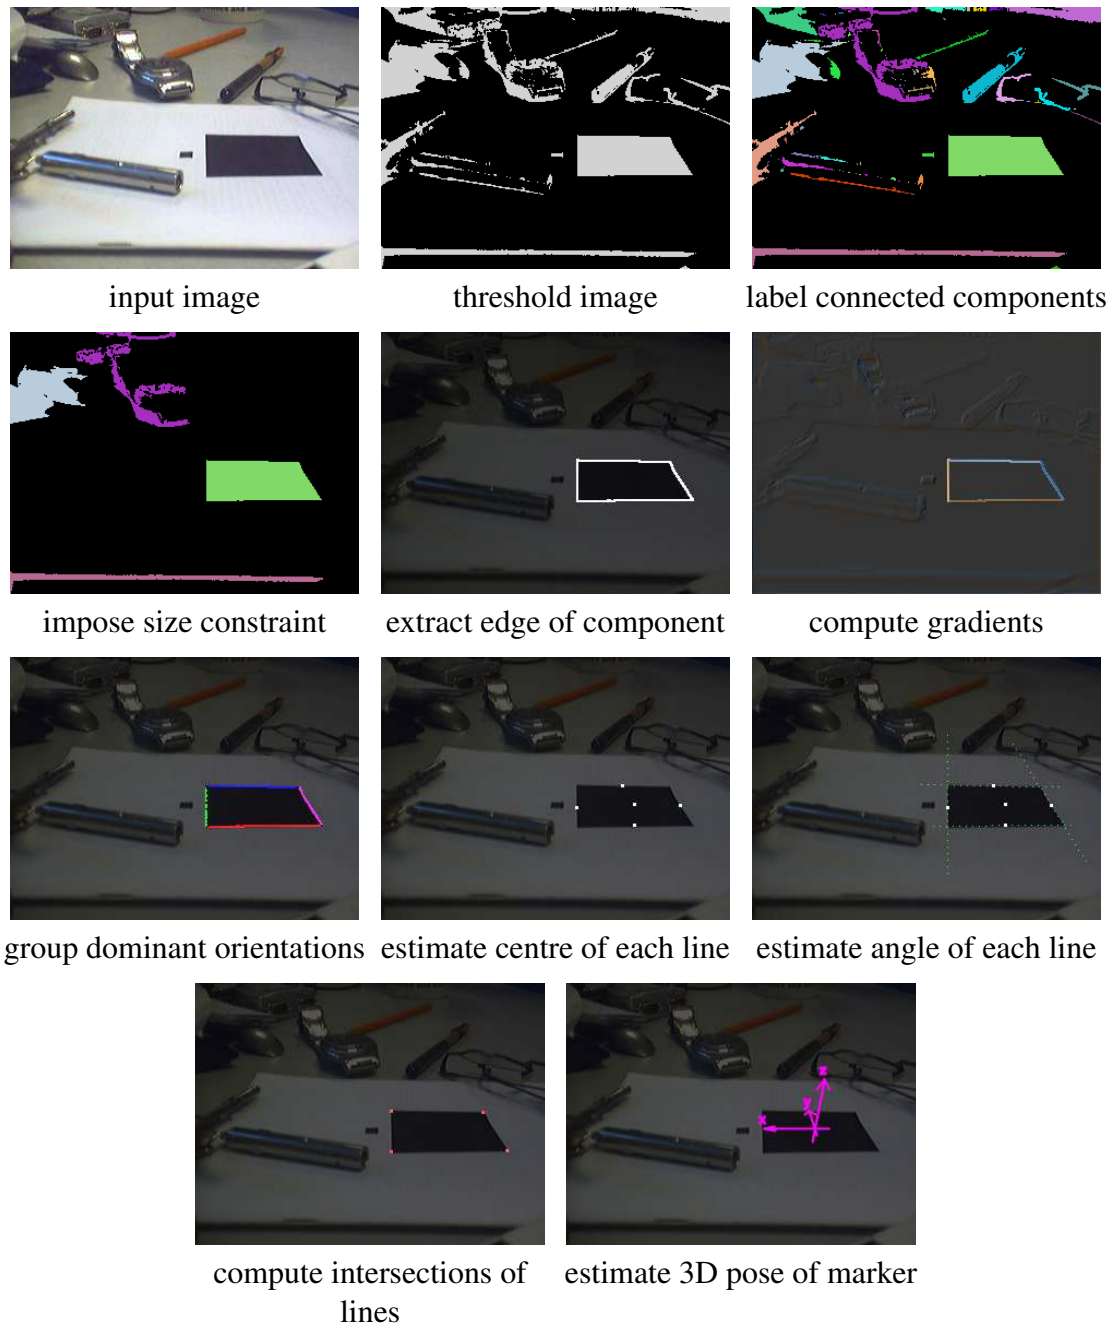 input image
threshold image
label connected components
impose size constraint
extract edge of component
compute gradients
group dominant orientations
estimate centre of each line
estimate angle of each line
compute intersections of
lines
estimate 3D pose of marker
x
y
z